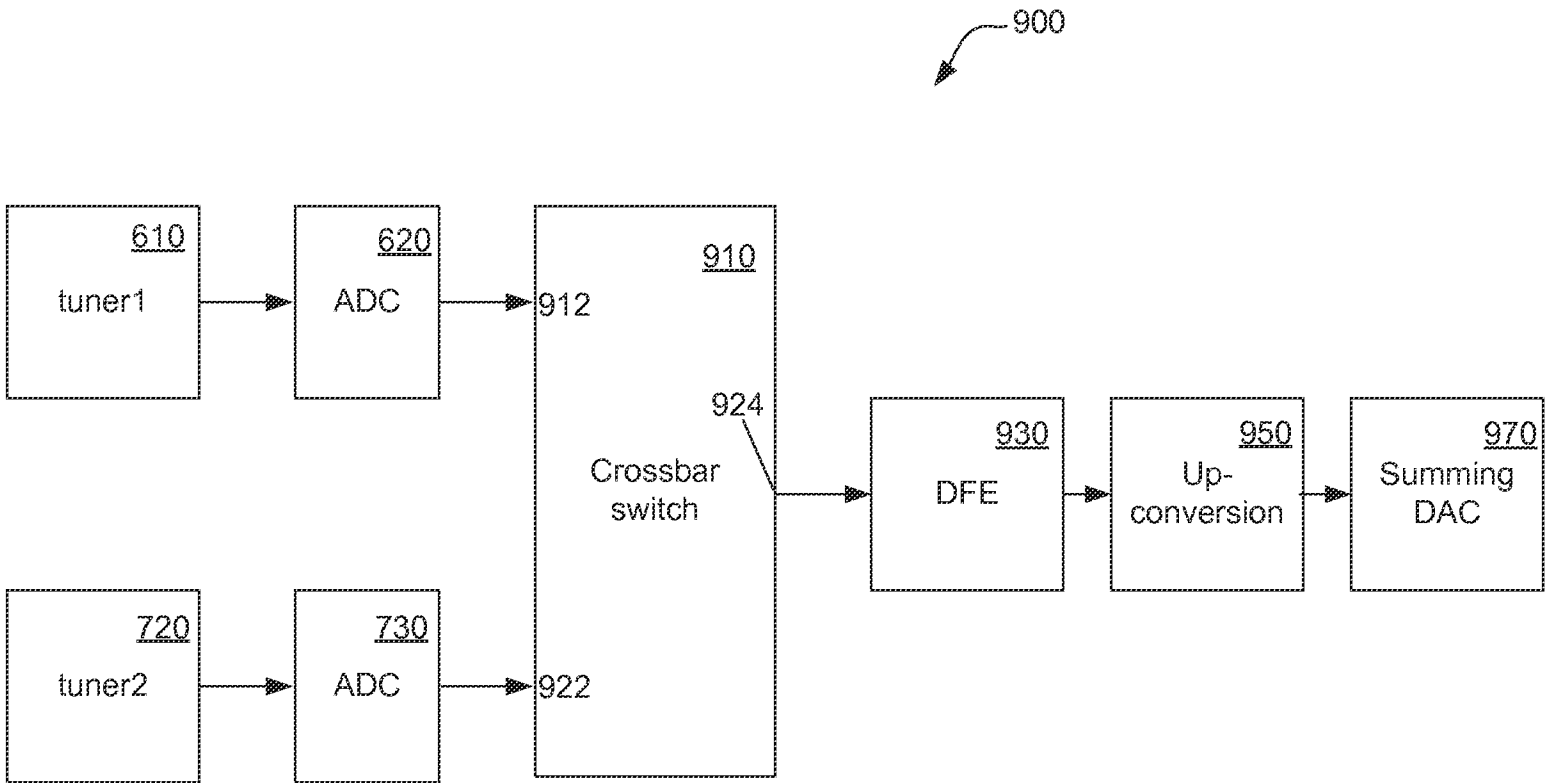 900
610
tuner1
620
ADC
912
910
Crossbar
switch
924
930
DFE
950
Up-
conversion
970
Summing
DAC
720
tuner2
730
ADC
922